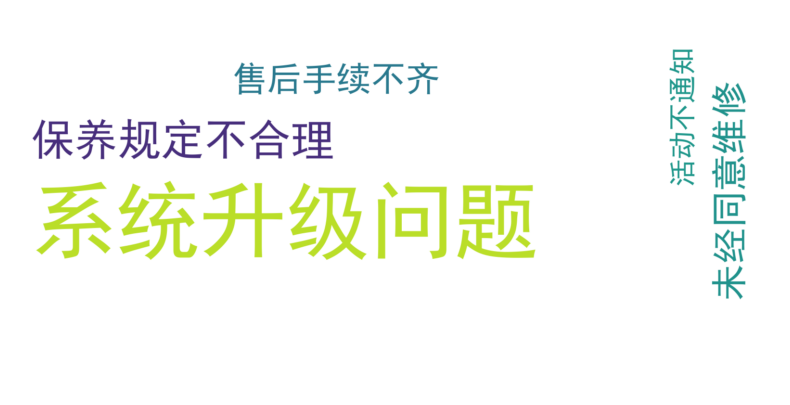 售后手续不齐
保养规定不合理
系统升级问题
活动不通知
未经同意维修